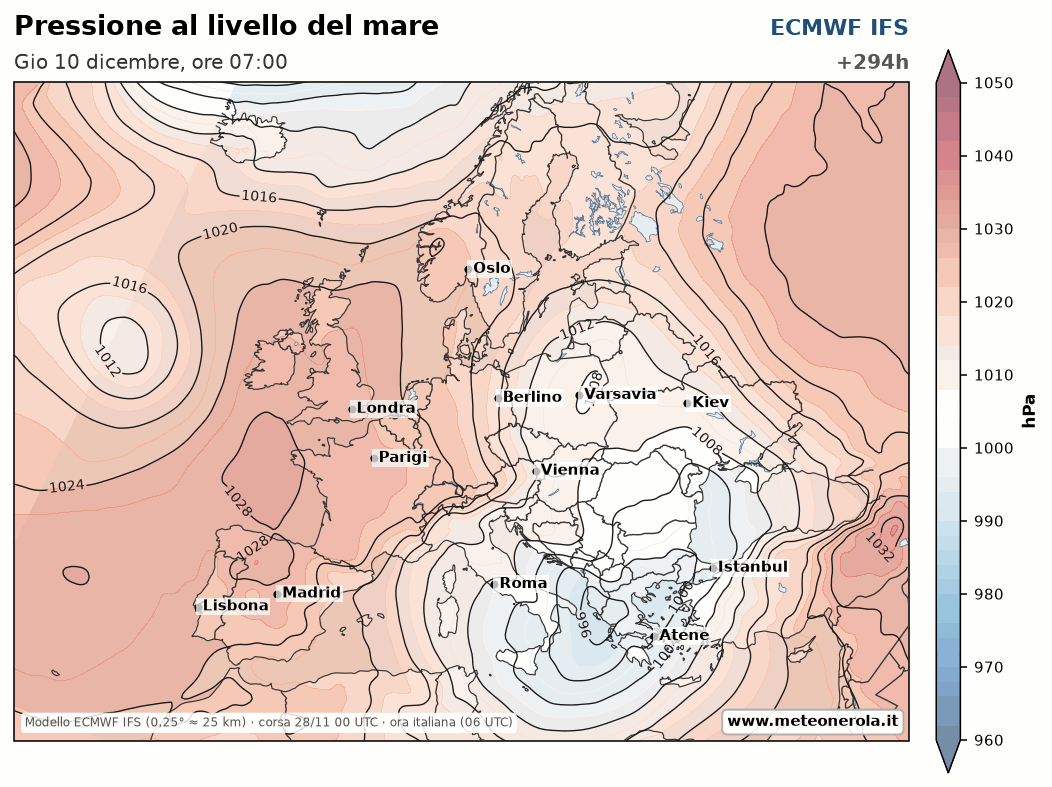 Pressione al livello del mare
ECMWF IFS
Gio 10 dicembre, ore 07:00
+294h
1050
1040
1030
1020
1010
1000
990
980
970
960
hPa
1016
1020
1016
1012
Oslo
1012
1016
Berlino
1008
Varsavia
Kiev
Londra
1008
Parigi
Vienna
1024
1028
1028
1032
Istanbul
Roma
Madrid
Lisbona
1000
996
Atene
Modello ECMWF IFS (0,25° ≈ 25 km) · corsa 28/11 00 UTC · ora italiana (06 UTC)
www.meteonerola.it